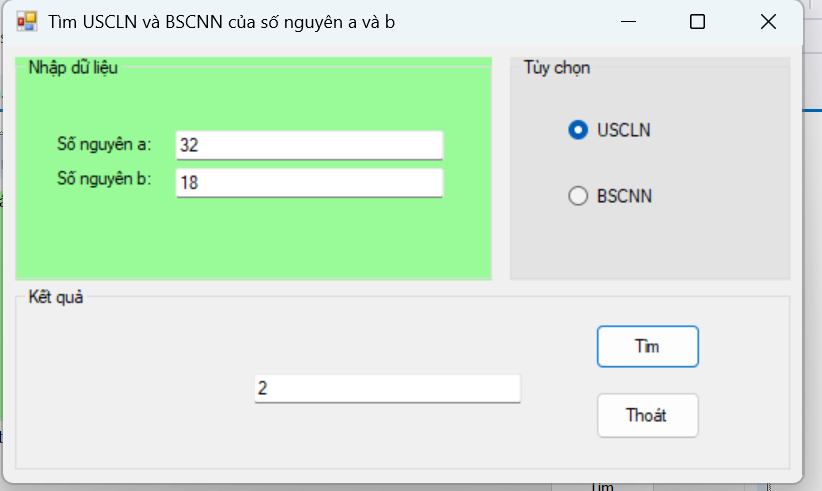 Tìm USCLN và BSCNN của số nguyên a và b
Nhập dữ liệu
Số nguyên a: 32
Số nguyên b: 18
Tùy chọn
USCLN
BSCNN
Kết quả
2
Tìm
Thoát
Tìm